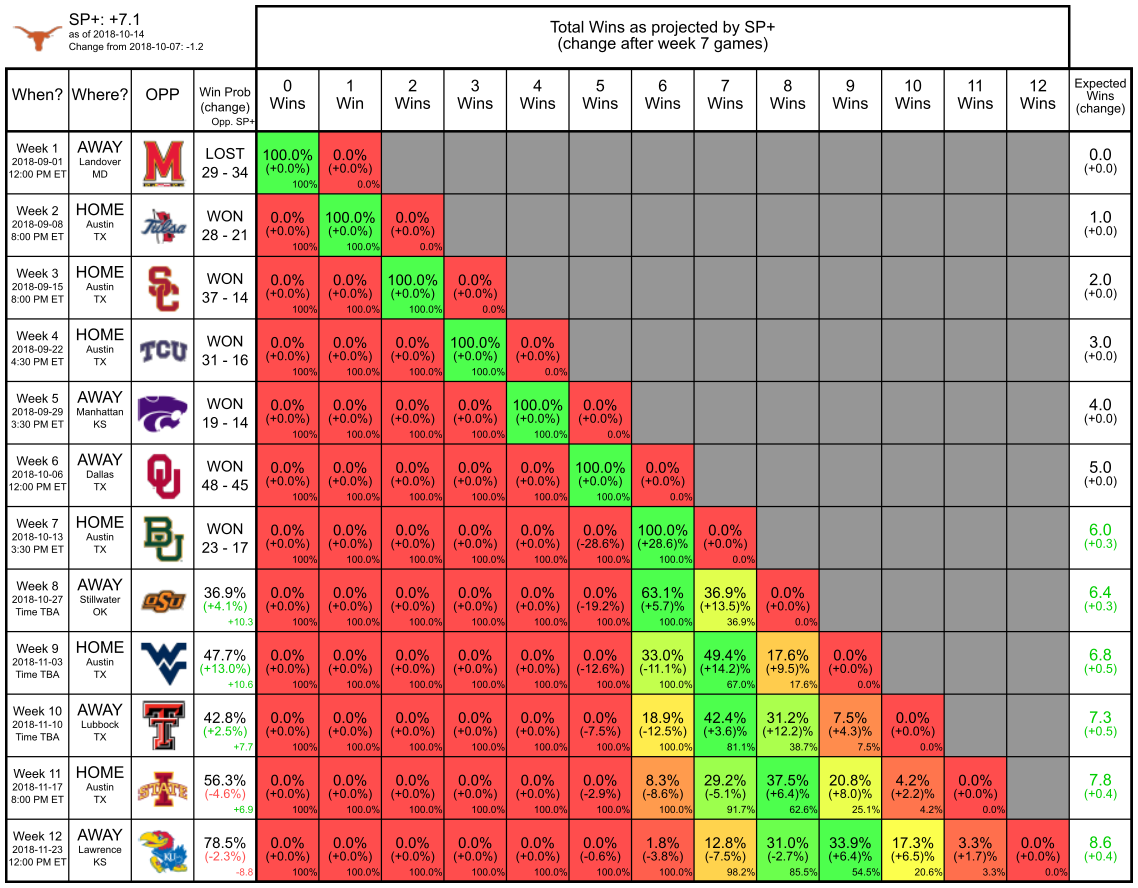 SP+: +7.1
as of 2018-10-14
Change from 2018-10-07: -1.2
Total Wins as projected by SP+
(change after week 7 games)
When? Where? OPP Win Prob (change) Opp. SP+ 0 Wins 1 Win 2 Wins 3 Wins 4 Wins 5 Wins 6 Wins 7 Wins 8 Wins 9 Wins 10 Wins 11 Wins 12 Wins Expected Wins (change)
Week 1 AWAY LOST 100.0% 0.0% 0.0
2018-09-01 Landover 29 - 34 (+0.0%) (+0.0%) (+0.0)
12:00 PM ET MD M 100% 0.0%
Week 2 HOME WON 0.0% 100.0% 0.0% 1.0
2018-09-08 Austin Tulsa 28 - 21 (+0.0%) (+0.0%) (+0.0%) (+0.0)
8:00 PM ET TX 100% 100.0% 0.0%
Week 3 HOME WON 0.0% 0.0% 100.0% 0.0% 2.0
2018-09-15 Austin SC 37 - 14 (+0.0%) (+0.0%) (+0.0%) (+0.0%) (+0.0)
8:00 PM ET TX 100% 100.0% 100.0% 0.0%
Week 4 HOME WON 0.0% 0.0% 0.0% 100.0% 0.0% 3.0
2018-09-22 Austin TCU 31 - 16 (+0.0%) (+0.0%) (+0.0%) (+0.0%) (+0.0%) (+0.0)
4:30 PM ET TX 100% 100.0% 100.0% 100.0% 0.0%
Week 5 AWAY WON 0.0% 0.0% 0.0% 0.0% 100.0% 0.0% 4.0
2018-09-29 Manhattan 19 - 14 (+0.0%) (+0.0%) (+0.0%) (+0.0%) (+0.0%) (+0.0%) (+0.0)
3:30 PM ET KS 100% 100.0% 100.0% 100.0% 100.0% 0.0%
Week 6 AWAY WON 0.0% 0.0% 0.0% 0.0% 0.0% 100.0% 0.0% 5.0
2018-10-06 Dallas OU 48 - 45 (+0.0%) (+0.0%) (+0.0%) (+0.0%) (+0.0%) (+0.0%) (+0.0%) (+0.0)
12:00 PM ET TX 100% 100.0% 100.0% 100.0% 100.0% 100.0% 0.0%
Week 7 HOME WON 0.0% 0.0% 0.0% 0.0% 0.0% 0.0% 100.0% 0.0% 6.0
2018-10-13 Austin BU 23 - 17 (+0.0%) (+0.0%) (+0.0%) (+0.0%) (+0.0%) (-28.6%) (+28.6)% (+0.0%) (+0.3)
3:30 PM ET TX 100% 100.0% 100.0% 100.0% 100.0% 100.0% 100.0% 0.0%
Week 8 AWAY 36.9% 0.0% 0.0% 0.0% 0.0% 0.0% 0.0% 63.1% 36.9% 0.0% 6.4
2018-10-27 Stillwater OSU (+4.1%) (+0.0%) (+0.0%) (+0.0%) (+0.0%) (+0.0%) (-19.2%) (+5.7)% (+13.5)% (+0.0%) (+0.3)
Time TBA OK +10.3 100% 100.0% 100.0% 100.0% 100.0% 100.0% 100.0% 36.9% 0.0%
Week 9 HOME 47.7% 0.0% 0.0% 0.0% 0.0% 0.0% 0.0% 33.0% 49.4% 17.6% 0.0% 6.8
2018-11-03 Austin WV (+13.0%) (+0.0%) (+0.0%) (+0.0%) (+0.0%) (+0.0%) (-12.6%) (-11.1%) (+14.2)% (+9.5)% (+0.0%) (+0.5)
Time TBA TX +10.6 100% 100.0% 100.0% 100.0% 100.0% 100.0% 100.0% 67.0% 17.6% 0.0%
Week 10 AWAY 42.8% 0.0% 0.0% 0.0% 0.0% 0.0% 0.0% 18.9% 42.4% 31.2% 7.5% 0.0% 7.3
2018-11-10 Lubbock T (+2.5%) (+0.0%) (+0.0%) (+0.0%) (+0.0%) (+0.0%) (-7.5%) (-12.5%) (+3.6)% (+12.2)% (+4.3)% (+0.0%) (+0.5)
Time TBA TX +7.7 100% 100.0% 100.0% 100.0% 100.0% 100.0% 100.0% 81.1% 38.7% 7.5% 0.0%
Week 11 HOME 56.3% 0.0% 0.0% 0.0% 0.0% 0.0% 0.0% 8.3% 29.2% 37.5% 20.8% 4.2% 0.0% 7.8
2018-11-17 Austin I STATE (-4.6%) (+0.0%) (+0.0%) (+0.0%) (+0.0%) (+0.0%) (-2.9%) (-8.6%) (-5.1%) (+6.4)% (+8.0)% (+2.2)% (+0.0%) (+0.4)
8:00 PM ET TX +6.9 100% 100.0% 100.0% 100.0% 100.0% 100.0% 100.0% 91.7% 62.6% 25.1% 4.2% 0.0%
Week 12 AWAY 78.5% 0.0% 0.0% 0.0% 0.0% 0.0% 0.0% 1.8% 12.8% 31.0% 33.9% 17.3% 3.3% 0.0% 8.6
2018-11-23 Lawrence KU (-2.3%) (+0.0%) (+0.0%) (+0.0%) (+0.0%) (+0.0%) (-0.6%) (-3.8%) (-7.5%) (-2.7%) (+6.4)% (+6.5)% (+1.7)% (+0.0%) (+0.4)
12:00 PM ET KS -8.8 100% 100.0% 100.0% 100.0% 100.0% 100.0% 100.0% 98.2% 85.5% 54.5% 20.6% 3.3% 0.0%